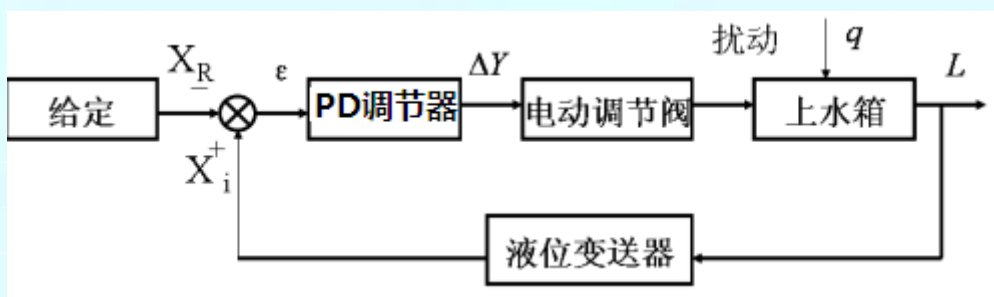 扰动 q
X_R
−
ε
ΔY
L
给定
PD调节器
电动调节阀
上水箱
+
X_i
液位变送器